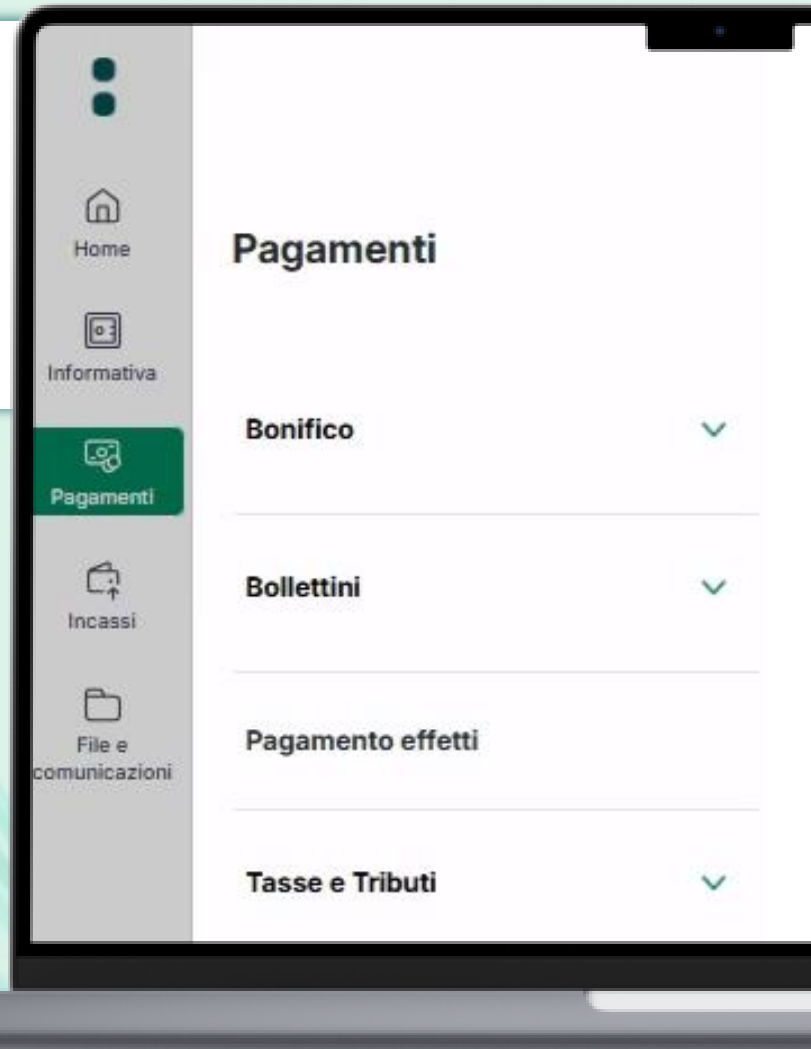 Home
Informativa
Pagamenti
Incassi
File e
comunicazioni
Pagamenti
Bonifico
Bollettini
Pagamento effetti
Tasse e Tributi